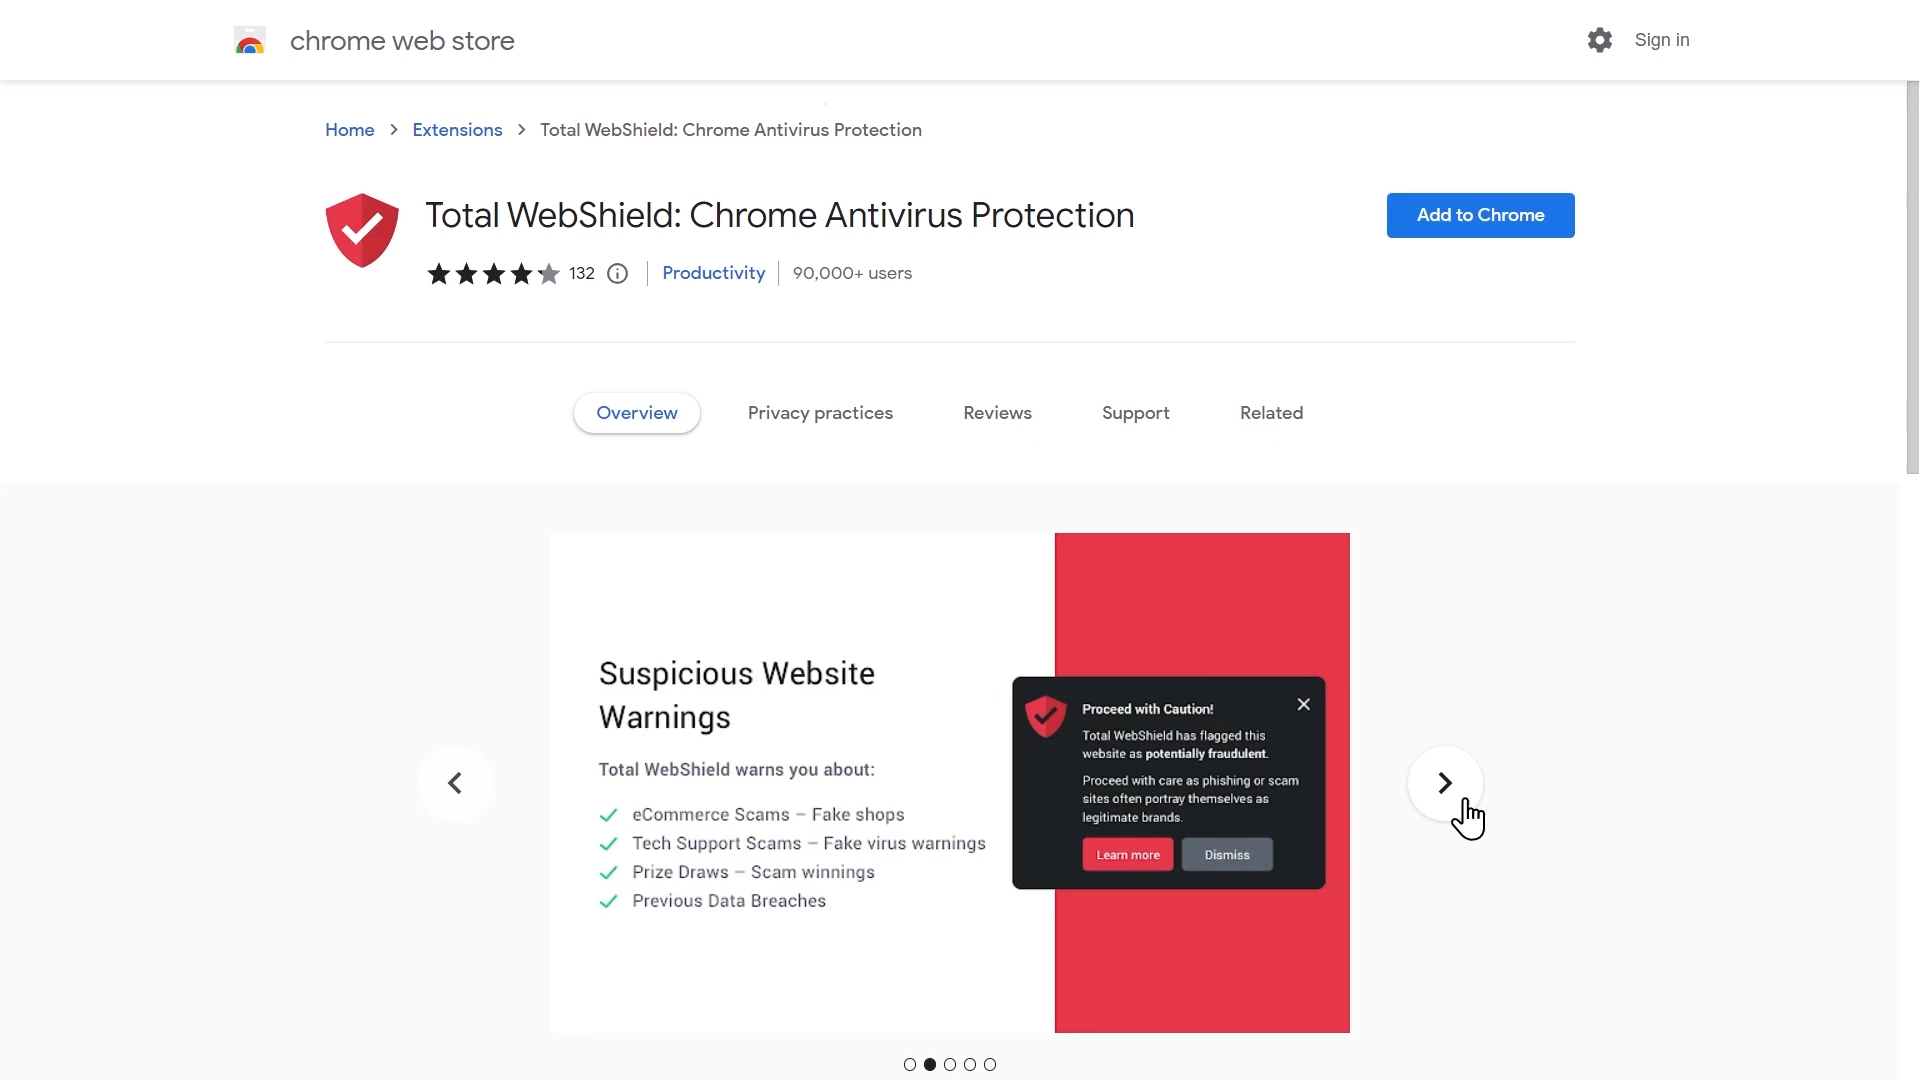 chrome web store
Sign in
Home > Extensions > Total WebShield: Chrome Antivirus Protection
Total WebShield: Chrome Antivirus Protection
Add to Chrome
132
Productivity
90,000+ users
Overview
Privacy practices
Reviews
Support
Related
Suspicious Website
Warnings
Total WebShield warns you about:
eCommerce Scams – Fake shops
Tech Support Scams – Fake virus warnings
Prize Draws – Scam winnings
Previous Data Breaches
Proceed with Caution!
Total WebShield has flagged this
website as potentially fraudulent.
Proceed with care as phishing or scam
sites often portray themselves as
legitimate brands.
Learn more
Dismiss